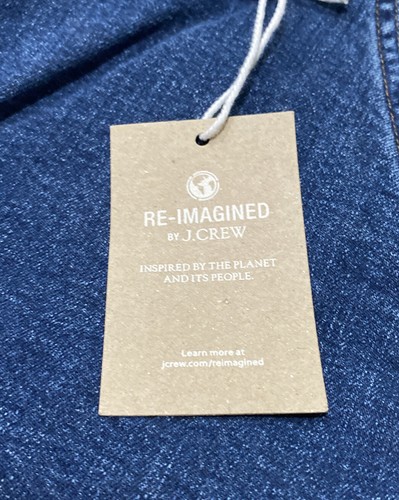 RE-IMAGINED
BY J.CREW
INSPIRED BY THE PLANET
AND ITS PEOPLE.
Learn more at
jcrew.com/reimagined